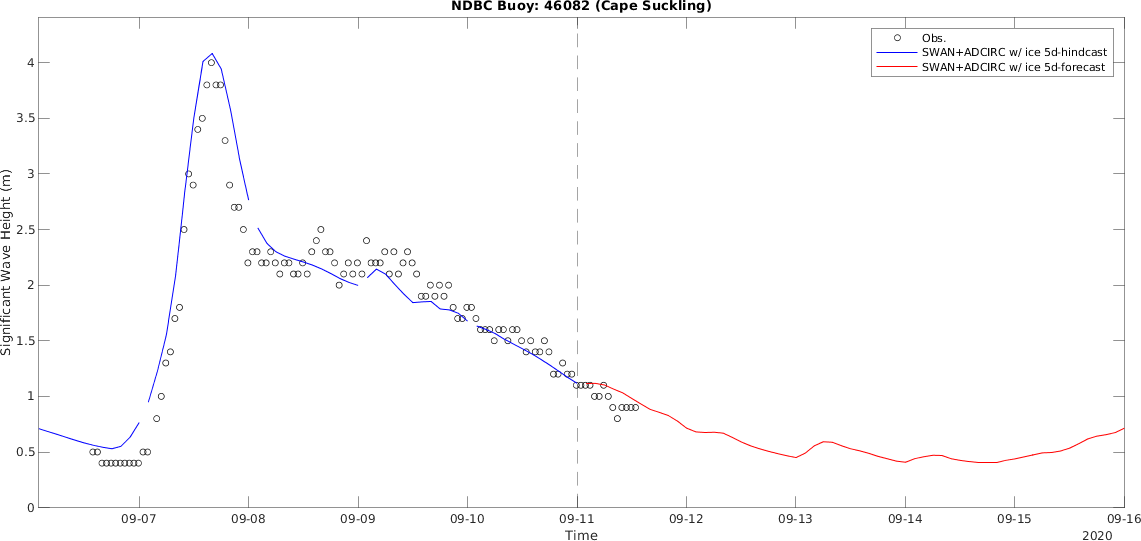 NDBC Buoy: 46082 (Cape Suckling)
Obs.
SWAN+ADCIRC w/ ice 5d-hindcast
SWAN+ADCIRC w/ ice 5d-forecast
Significant Wave Height (m)
4
3.5
3
2.5
2
1.5
1
0.5
0
09-07 09-08 09-09 09-10 09-11 09-12 09-13 09-14 09-15 09-16
Time
2020